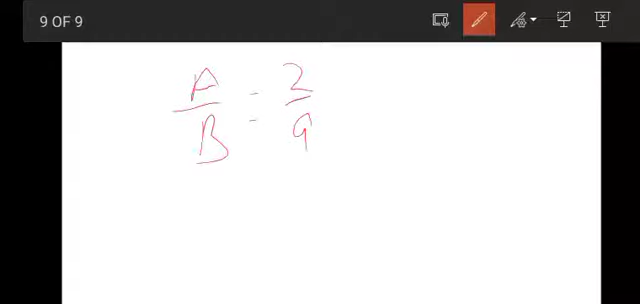 9 OF 9
A/B = 2/9